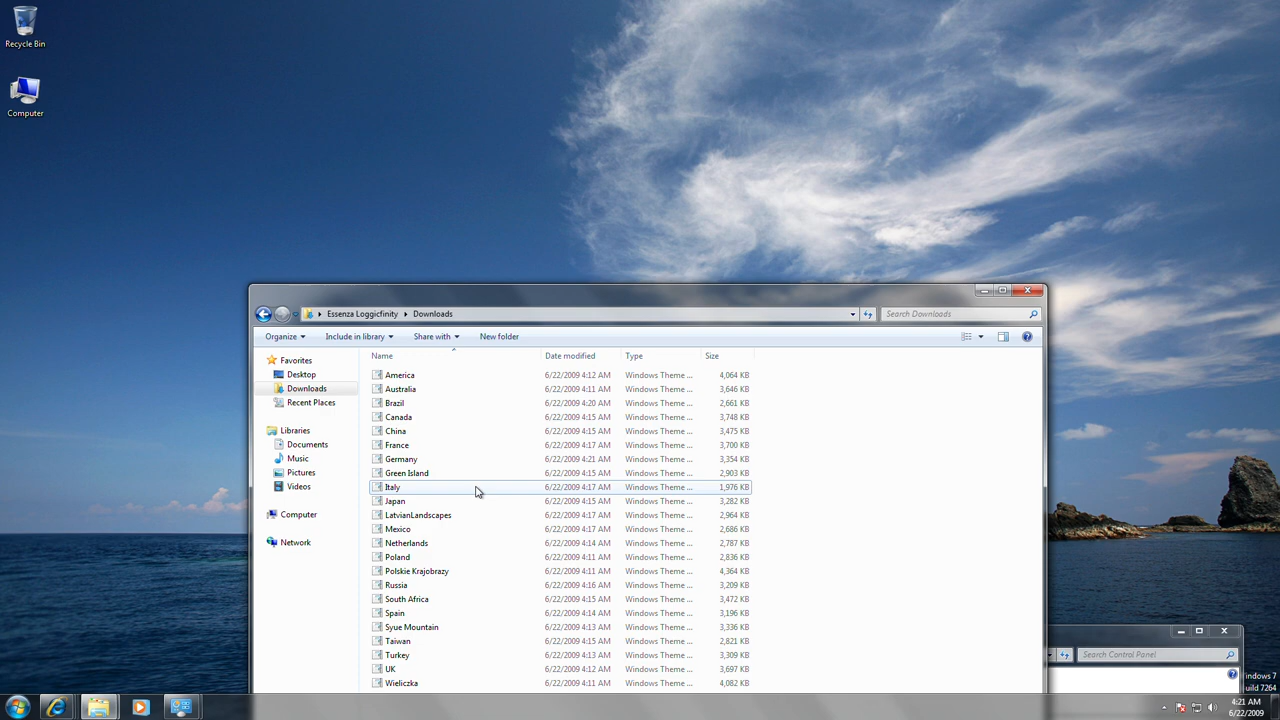 Recycle Bin
Computer
Essenza Loggicfinity Downloads
Search Downloads
Organize Include in library Share with New folder
Name Date modified Type Size
Favorites
Desktop
Downloads
Recent Places
Libraries
Documents
Music
Pictures
Videos
Computer
Network
America 6/22/2009 4:12 AM Windows Theme ... 4,064 KB
Australia 6/22/2009 4:11 AM Windows Theme ... 3,646 KB
Brazil 6/22/2009 4:20 AM Windows Theme ... 2,661 KB
Canada 6/22/2009 4:15 AM Windows Theme ... 3,748 KB
China 6/22/2009 4:15 AM Windows Theme ... 3,475 KB
France 6/22/2009 4:17 AM Windows Theme ... 3,700 KB
Germany 6/22/2009 4:21 AM Windows Theme ... 3,354 KB
Green Island 6/22/2009 4:15 AM Windows Theme ... 2,903 KB
Italy 6/22/2009 4:17 AM Windows Theme ... 1,976 KB
Japan 6/22/2009 4:15 AM Windows Theme ... 3,282 KB
LatvianLandscapes 6/22/2009 4:17 AM Windows Theme ... 2,964 KB
Mexico 6/22/2009 4:17 AM Windows Theme ... 2,686 KB
Netherlands 6/22/2009 4:14 AM Windows Theme ... 2,787 KB
Poland 6/22/2009 4:11 AM Windows Theme ... 2,836 KB
Polskie Krajobrazy 6/22/2009 4:11 AM Windows Theme ... 4,364 KB
Russia 6/22/2009 4:16 AM Windows Theme ... 3,209 KB
South Africa 6/22/2009 4:15 AM Windows Theme ... 3,472 KB
Spain 6/22/2009 4:14 AM Windows Theme ... 3,196 KB
Syue Mountain 6/22/2009 4:13 AM Windows Theme ... 3,336 KB
Taiwan 6/22/2009 4:15 AM Windows Theme ... 2,821 KB
Turkey 6/22/2009 4:13 AM Windows Theme ... 3,309 KB
UK 6/22/2009 4:12 AM Windows Theme ... 3,697 KB
Wieliczka 6/22/2009 4:11 AM Windows Theme ... 4,082 KB
Search Control Panel
indows 7
uild 7264
4:21 AM
6/22/2009